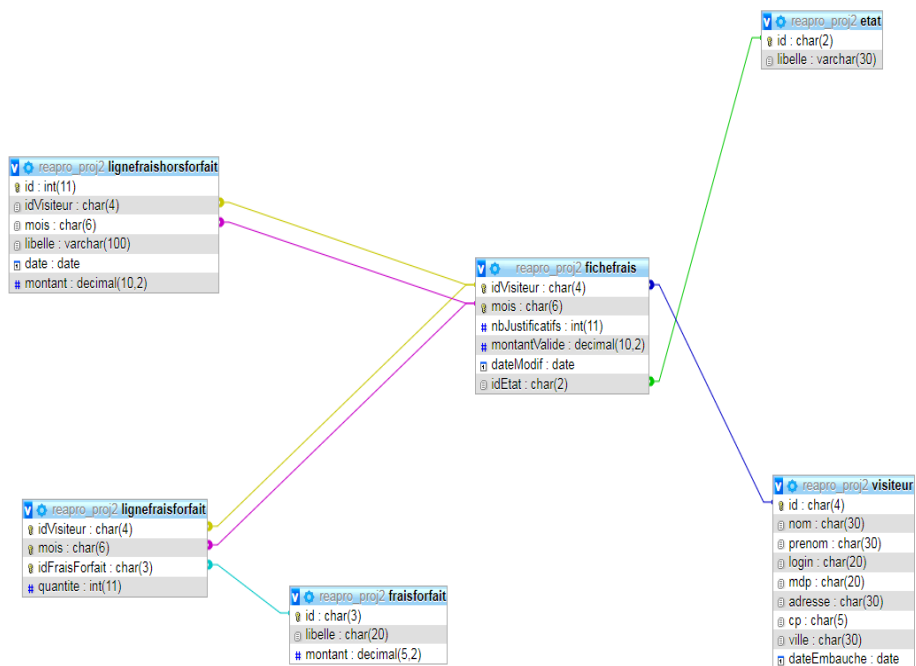 reapro_proj2 etat
id : char(2)
libelle : varchar(30)
reapro_proj2 lignefraishorsforfait
id : int(11)
idVisiteur : char(4)
mois : char(6)
libelle : varchar(100)
date : date
# montant : decimal(10,2)
reapro_proj2 fichefrais
idVisiteur : char(4)
mois : char(6)
# nbJustificatifs : int(11)
# montantValide : decimal(10,2)
dateModif : date
idEtat : char(2)
reapro_proj2 lignefraisforfait
idVisiteur : char(4)
mois : char(6)
idFraisForfait : char(3)
# quantite : int(11)
reapro_proj2 fraisforfait
id : char(3)
libelle : char(20)
# montant : decimal(5,2)
reapro_proj2 visiteur
id : char(4)
nom : char(30)
prenom : char(30)
login : char(20)
mdp : char(20)
adresse : char(30)
cp : char(5)
ville : char(30)
dateEmbauche : date